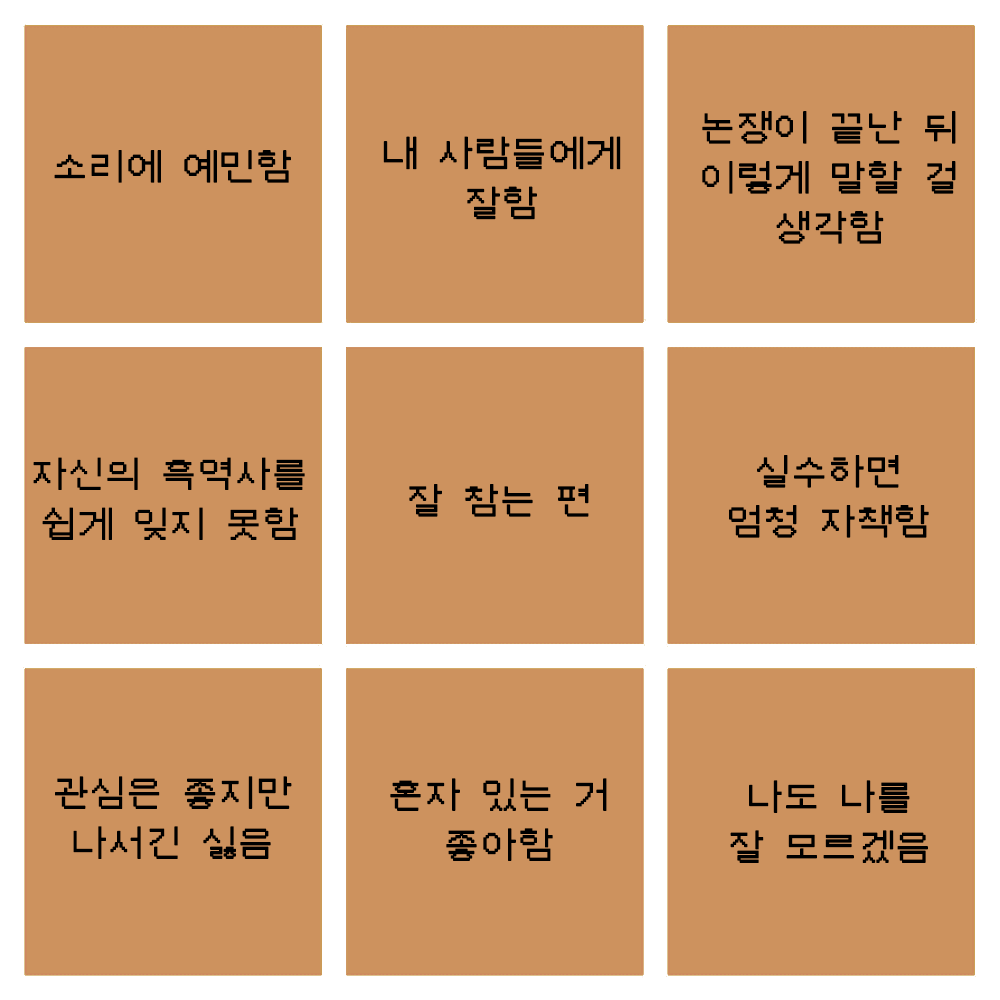 소리에 예민함
내 사람들에게
잘함
논쟁이 끝난 뒤
이렇게 말할 걸
생각함
자신의 흑역사를
쉽게 잊지 못함
잘 참는 편
실수하면
엄청 자책함
관심은 좋지만
나서긴 싫음
혼자 있는 거
좋아함
나도 나를
잘 모르겠음